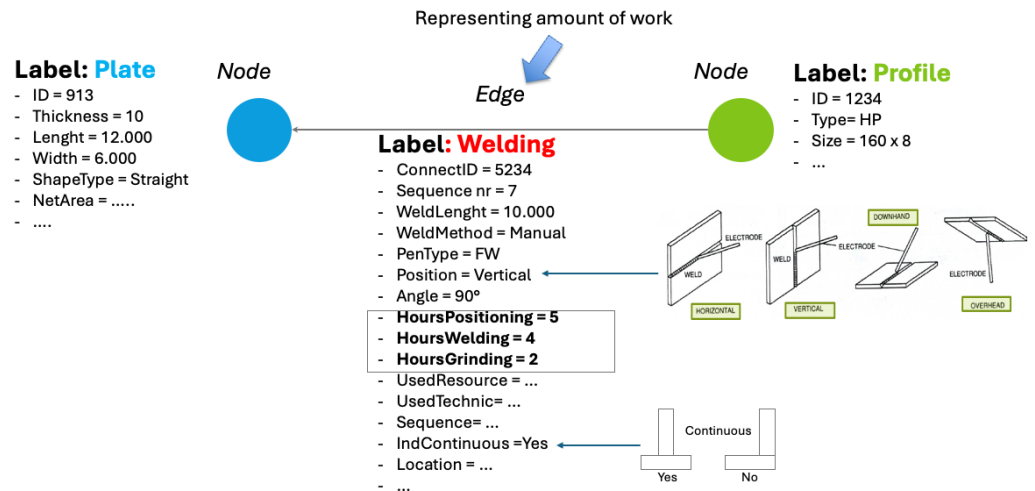 Representing amount of work
Label: Plate
- ID = 913
- Thickness = 10
- Lenght = 12.000
- Width = 6.000
- ShapeType = Straight
- NetArea = .....
- ....
Node
Edge
Node
Label: Profile
- ID = 1234
- Type= HP
- Size = 160 x 8
- ...
Label: Welding
- ConnectID = 5234
- Sequence nr = 7
- WeldLenght = 10.000
- WeldMethod = Manual
- PenType = FW
- Position = Vertical
- Angle = 90º
- HoursPositioning = 5
- HoursWelding = 4
- HoursGrinding = 2
- UsedResource = ...
- UsedTechnic= ...
- Sequence= ...
- IndContinuous =Yes
- Location = ...
- ...
ELECTRODE
WELD
HORIZONTAL
WELD
VERTICAL
DOWNHAND
ELECTRODE
ELECTRODE
OVERHEAD
Continuous
Yes
No